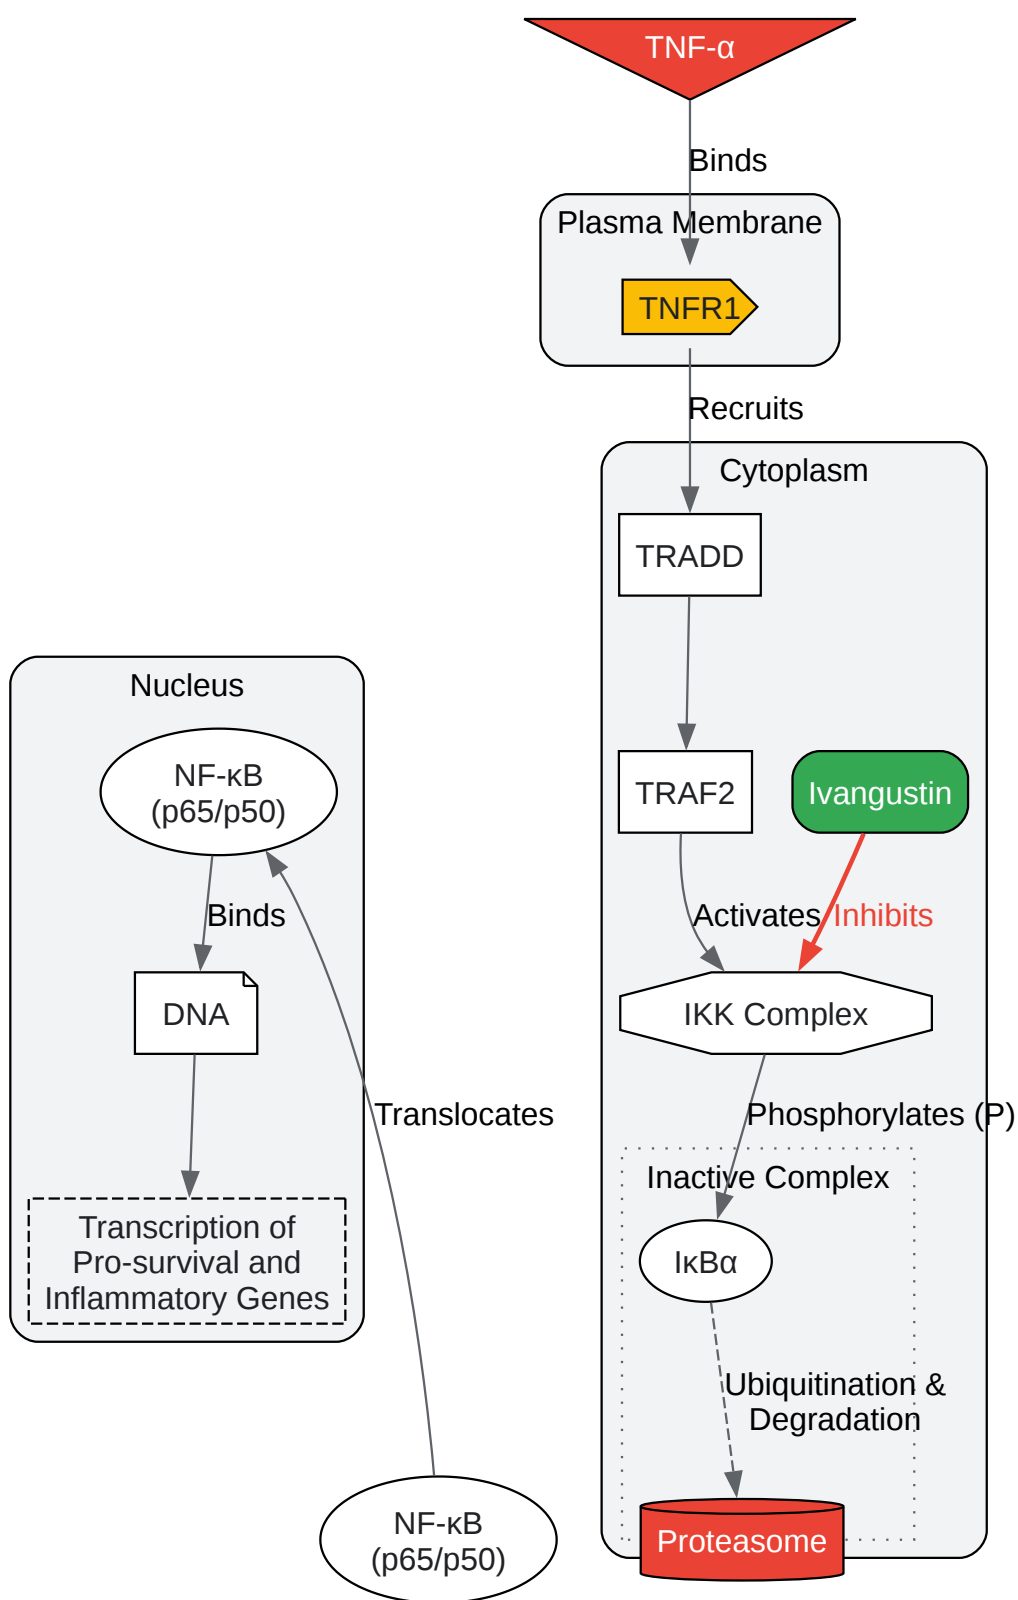 TNF-α
Binds
Plasma Membrane
TNFR1
Recruits
Cytoplasm
TRADD
Nucleus
NF-κB
(p65/p50)
TRAF2
Ivangustin
Binds
Activates
Inhibits
DNA
IKK Complex
Translocates
Phosphorylates (P)
Inactive Complex
Transcription of
Pro-survival and
Inflammatory Genes
IκBα
Ubiquitination &
Degradation
NF-κB
(p65/p50)
Proteasome